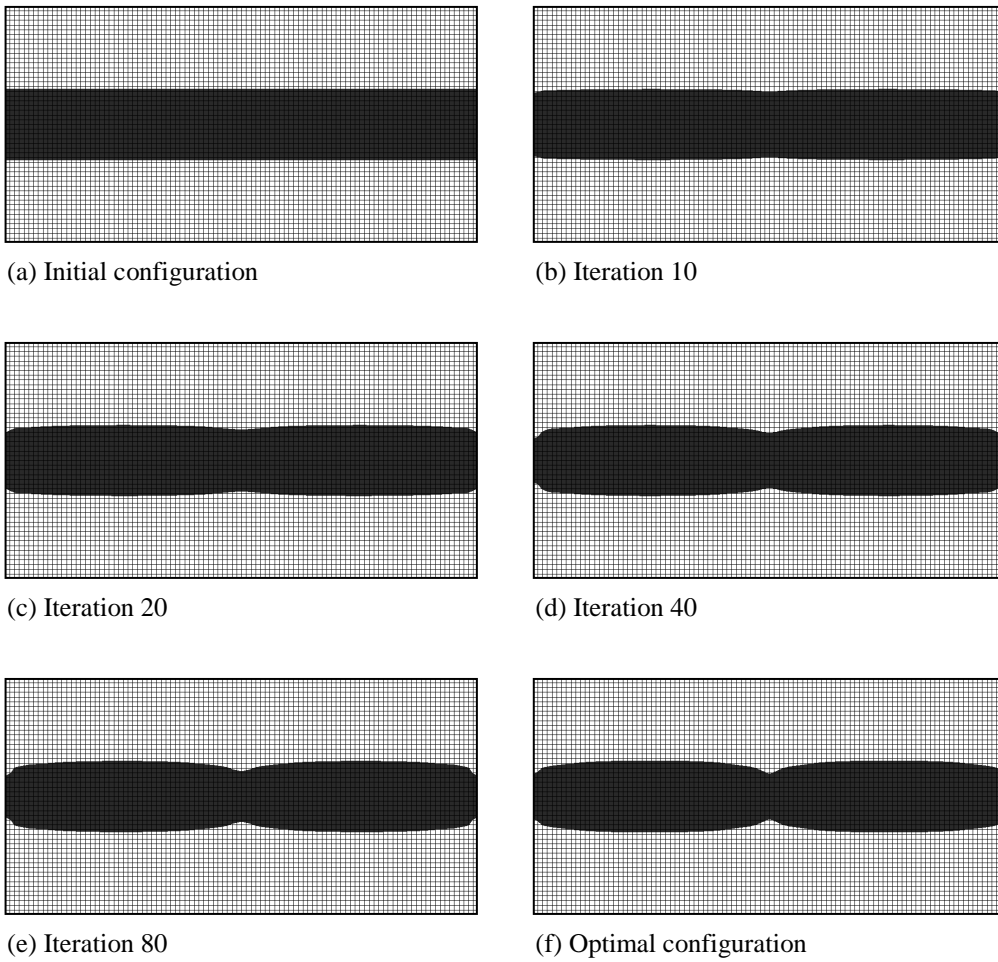 (a) Initial configuration
(b) Iteration 10
(c) Iteration 20
(d) Iteration 40
(e) Iteration 80
(f) Optimal configuration